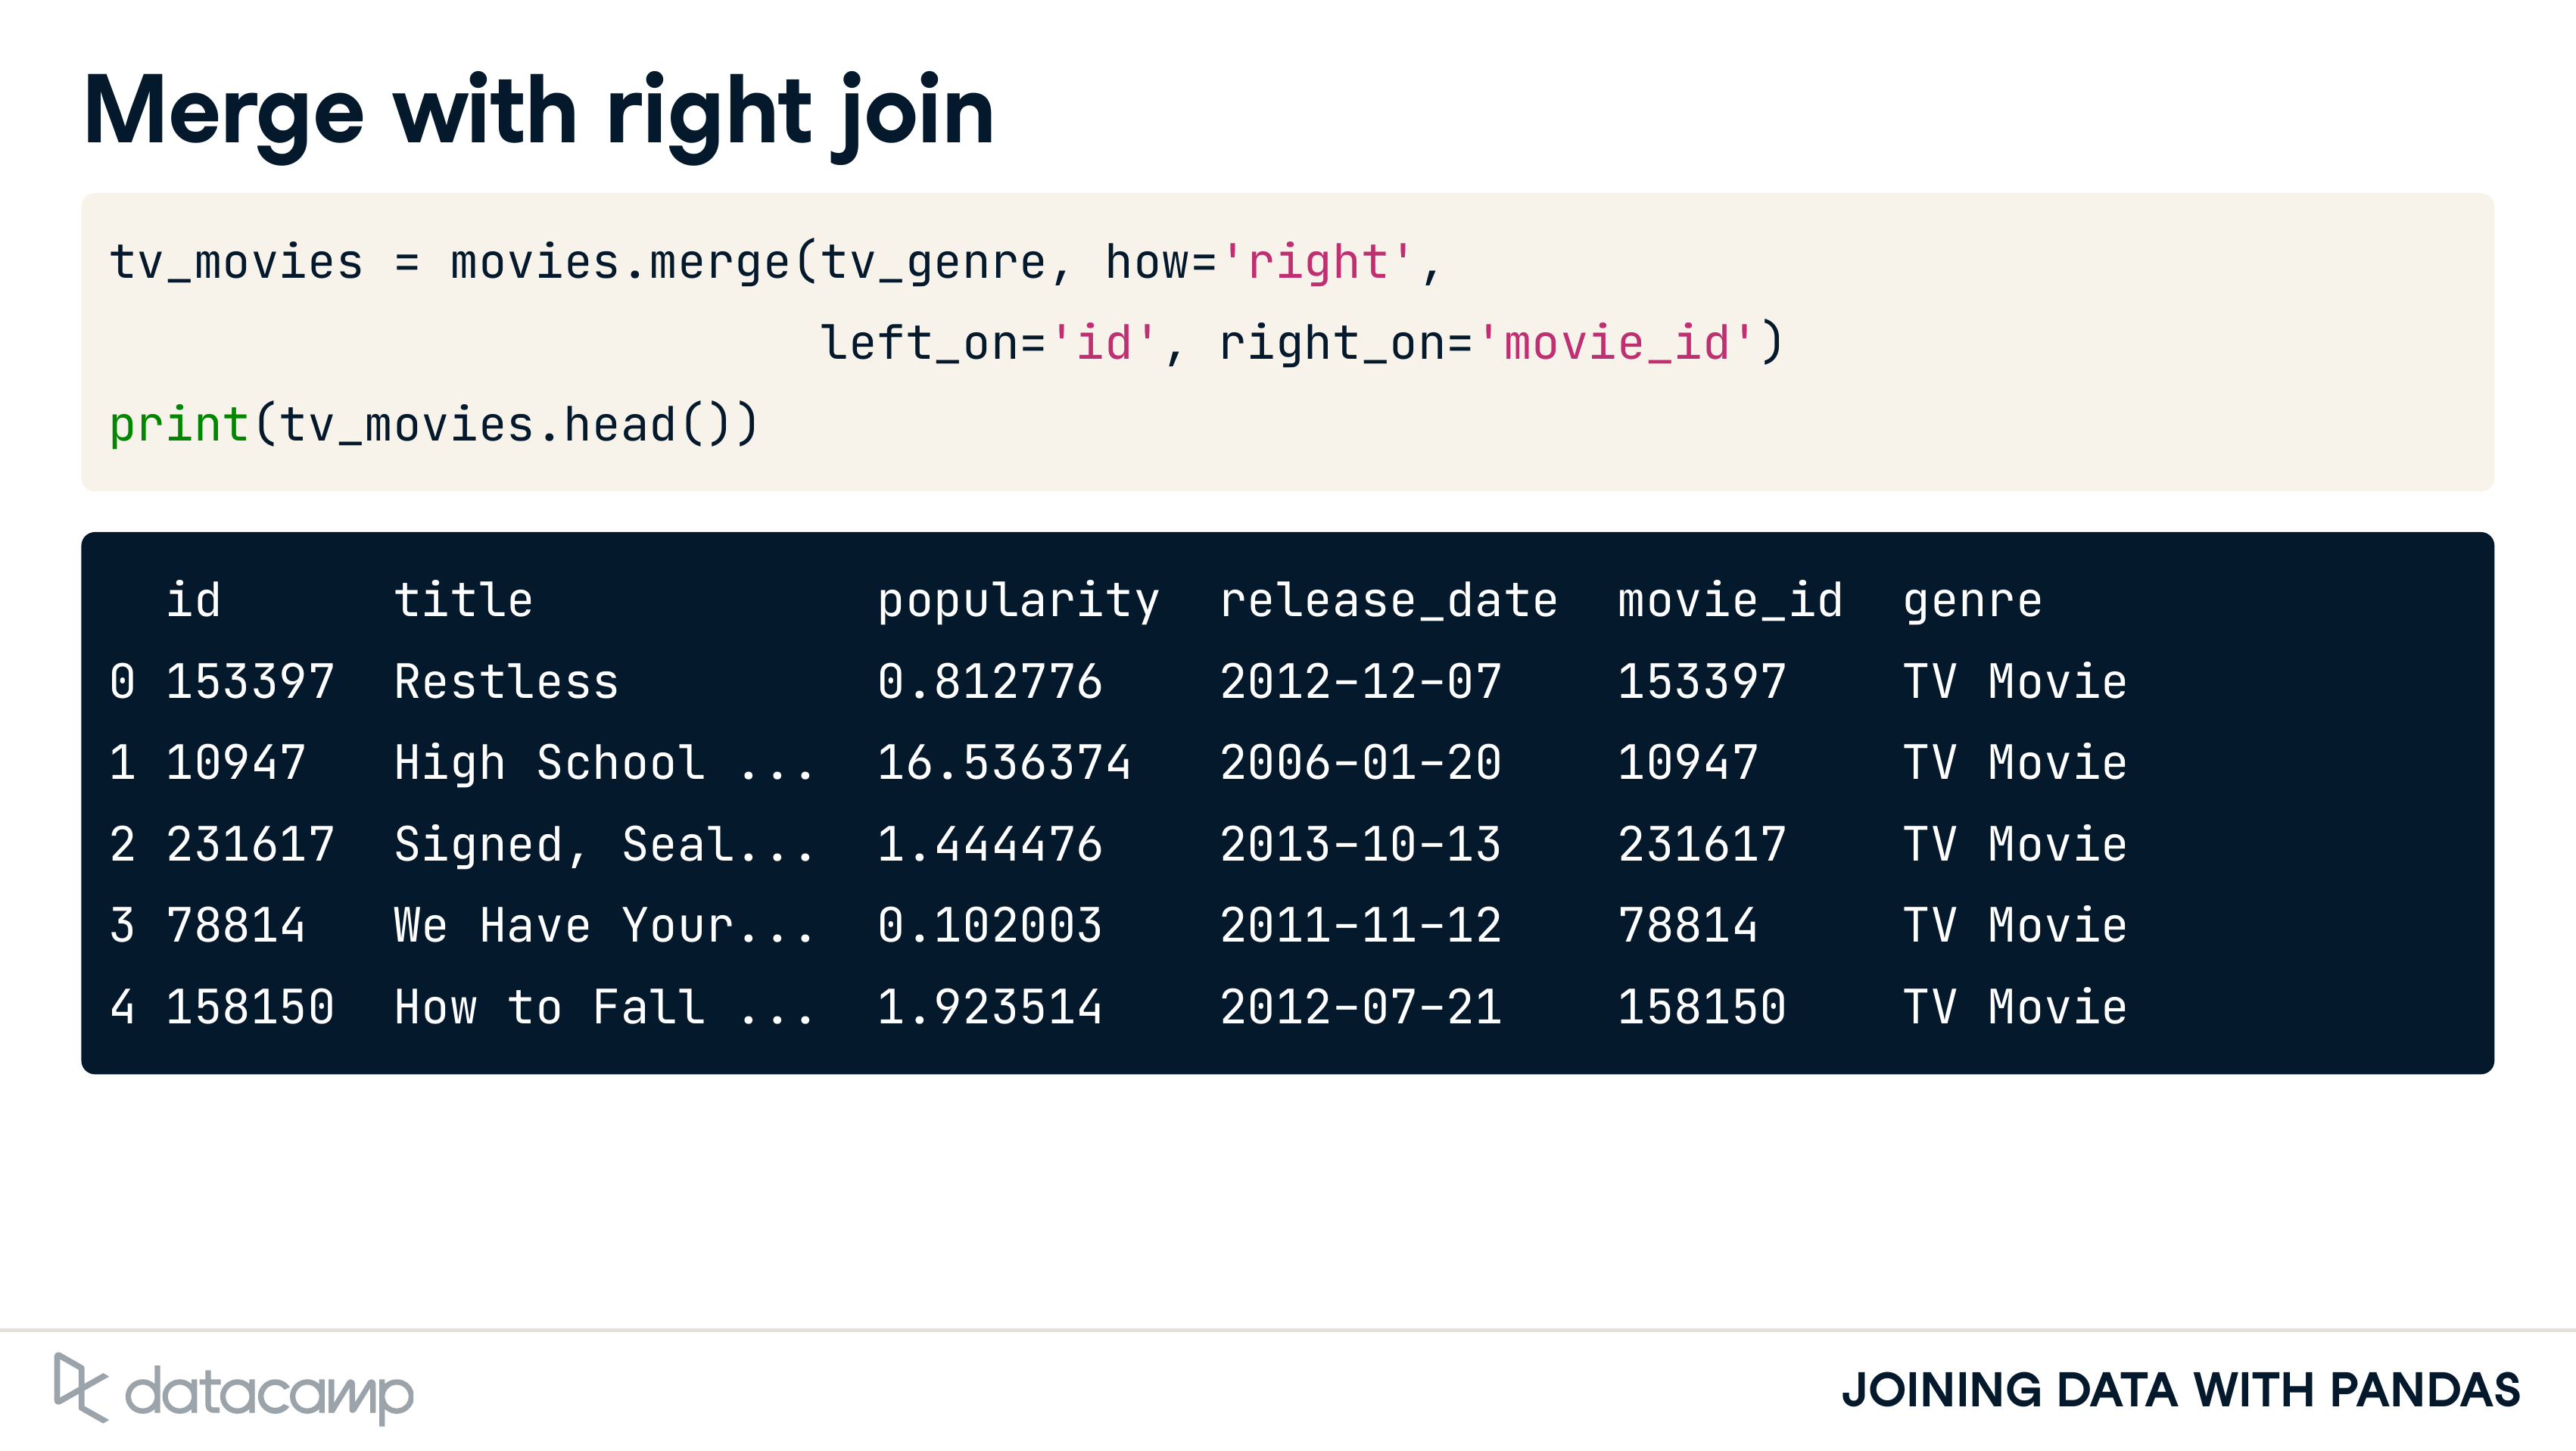 Merge with right join
tv_movies = movies.merge(tv_genre, how='right',
                         left_on='id', right_on='movie_id')
print(tv_movies.head())
  id      title            popularity  release_date  movie_id  genre
0 153397  Restless         0.812776    2012-12-07    153397    TV Movie
1 10947   High School ...  16.536374   2006-01-20    10947     TV Movie
2 231617  Signed, Seal...  1.444476    2013-10-13    231617    TV Movie
3 78814   We Have Your...  0.102003    2011-11-12    78814     TV Movie
4 158150  How to Fall ...  1.923514    2012-07-21    158150    TV Movie
datacamp
JOINING DATA WITH PANDAS